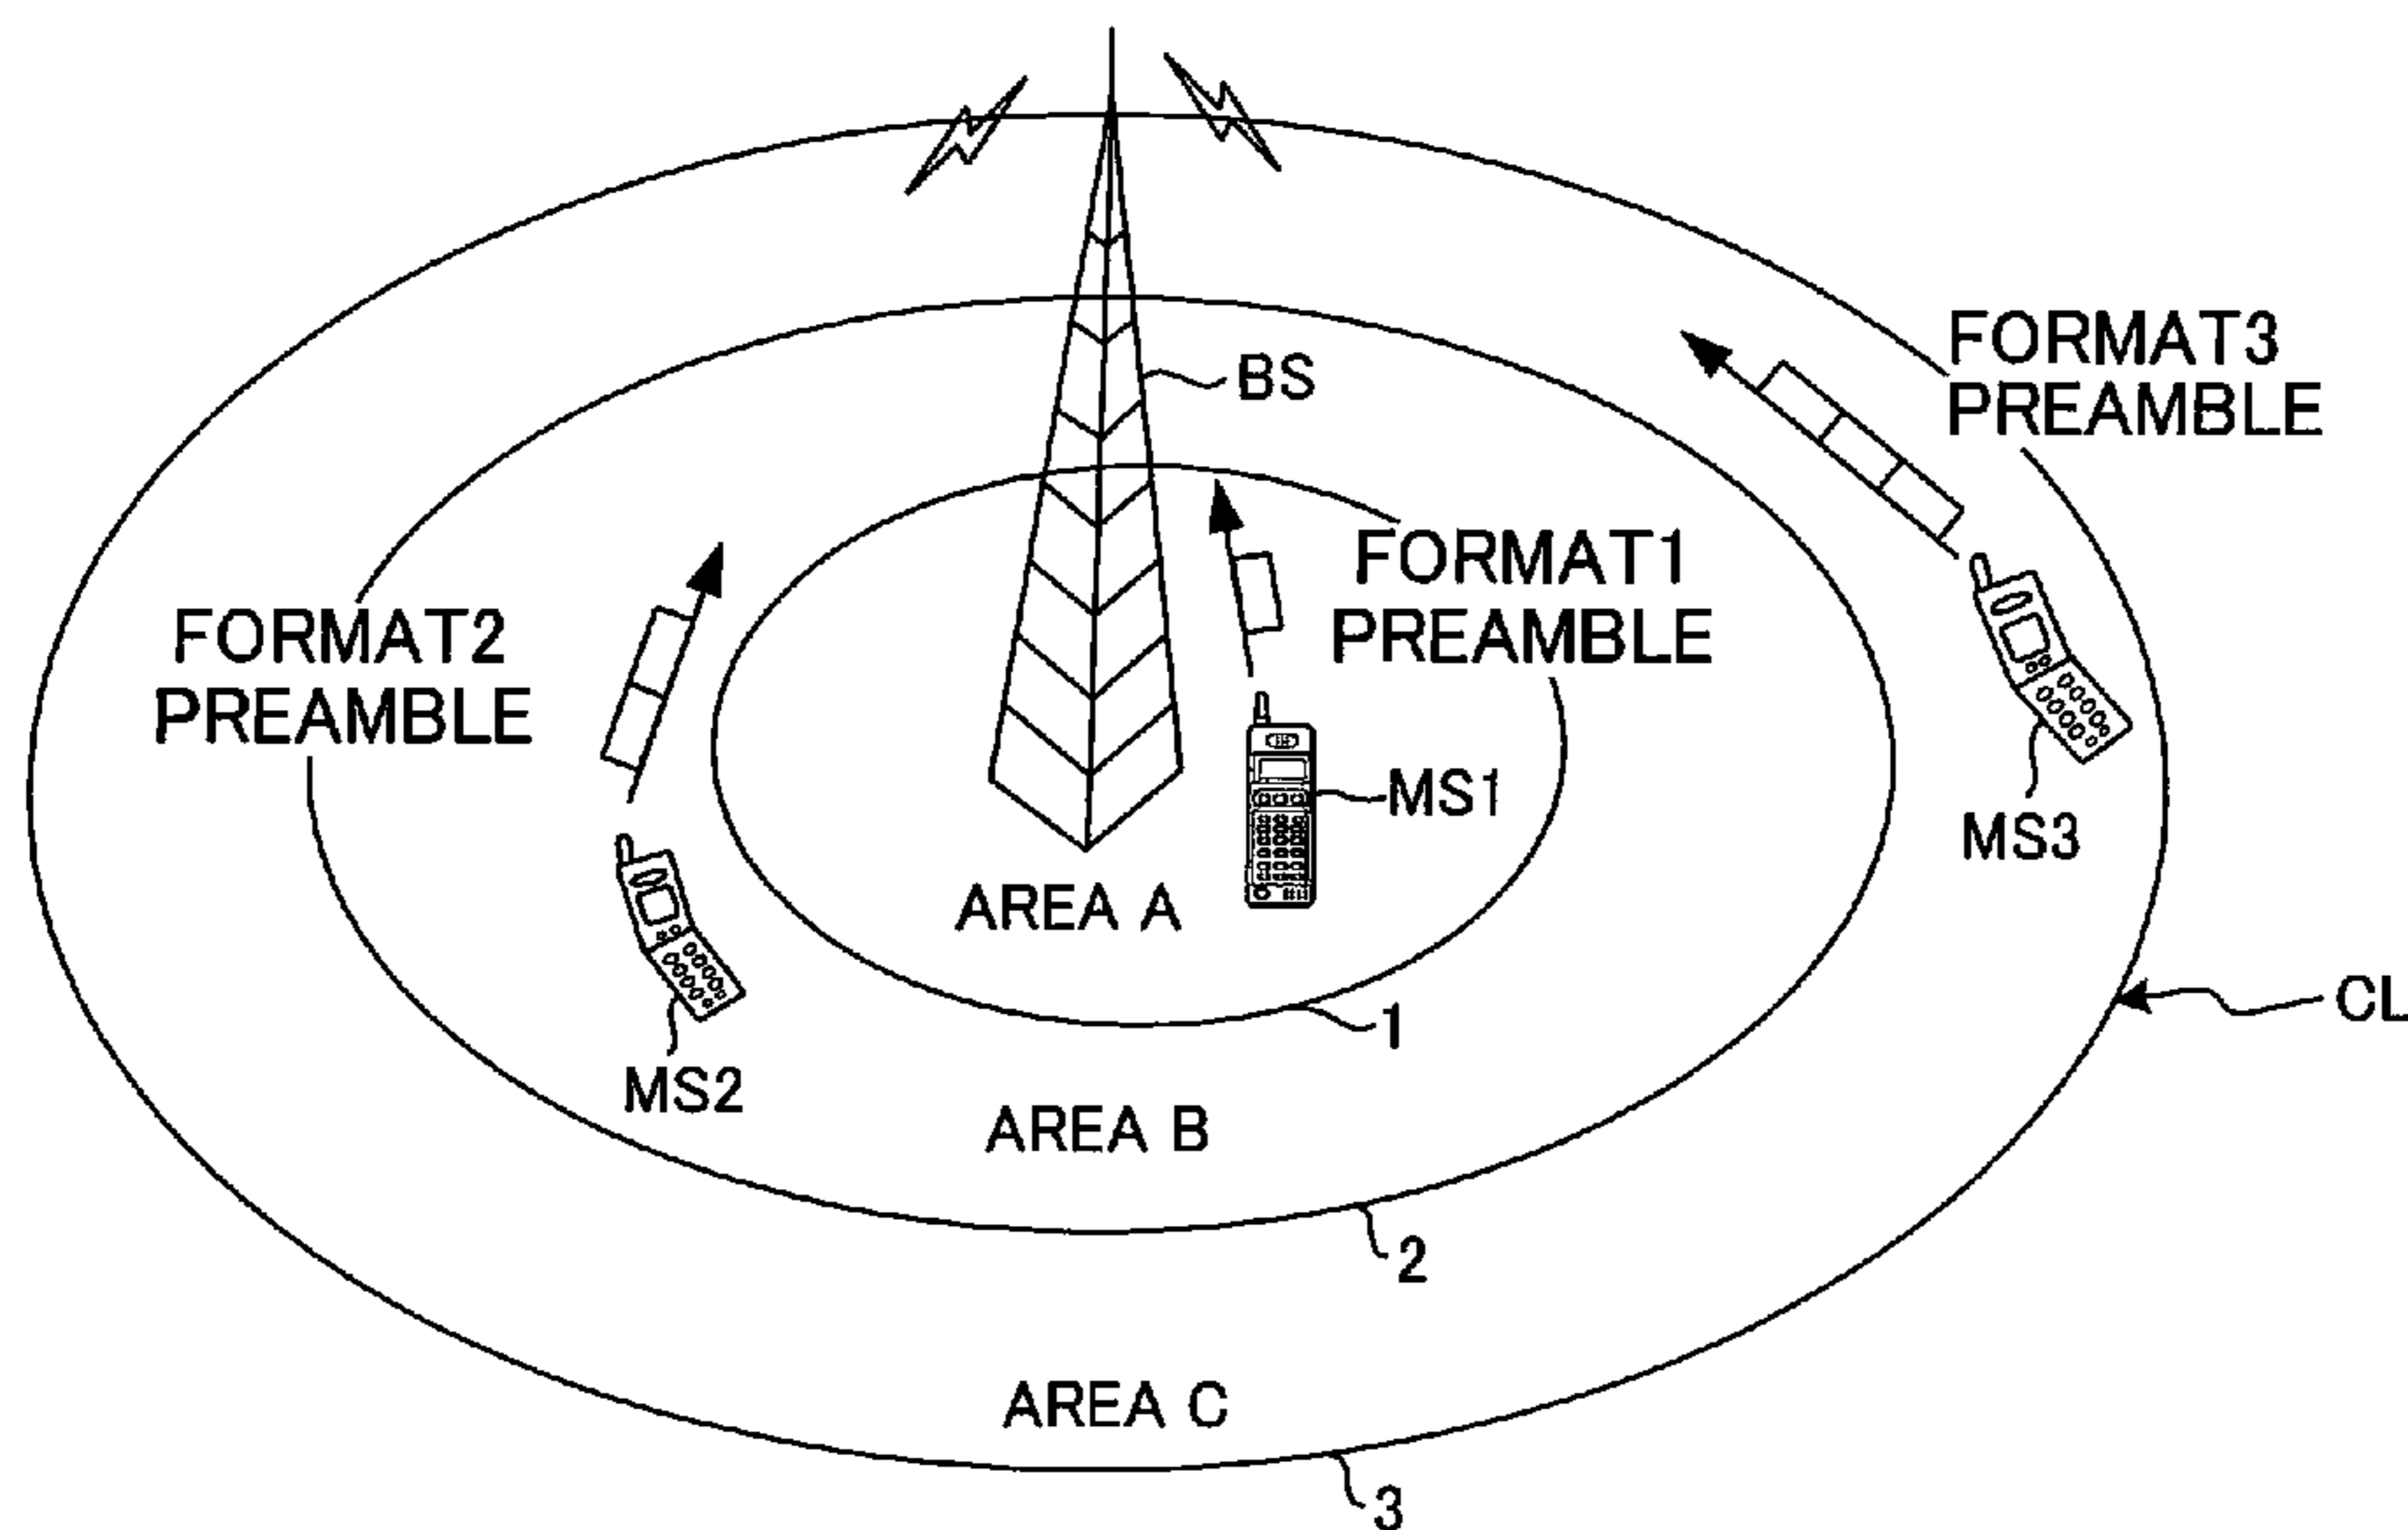 BS
FORMAT3
PREAMBLE
FORMAT1
PREAMBLE
FORMAT2
PREAMBLE
MS1
MS3
AREA A
CL
1
MS2
AREA B
2
AREA C
3